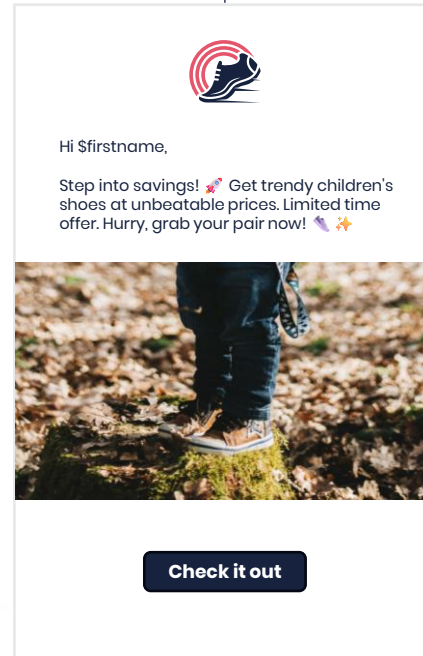 Hi $firstname,
Step into savings! 🚀 Get trendy children's
shoes at unbeatable prices. Limited time
offer. Hurry, grab your pair now! 👟 ✨
Check it out